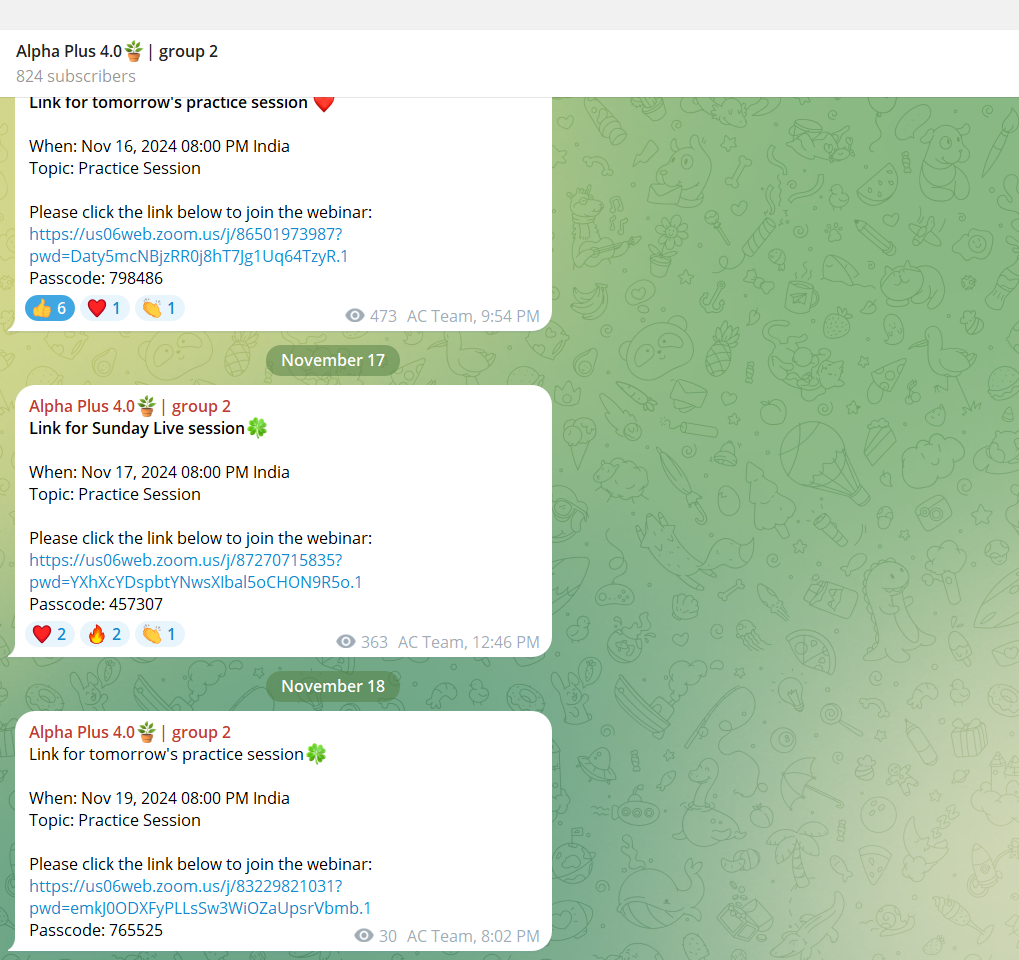 Alpha Plus 4.0🪴 | group 2
824 subscribers
Link for tomorrow's practice session ❤️
When: Nov 16, 2024 08:00 PM India
Topic: Practice Session
Please click the link below to join the webinar:
https://us06web.zoom.us/j/86501973987?
pwd=Daty5mcNBjzRR0j8hT7Jg1Uq64TzyR.1
Passcode: 798486
👍 6 ❤️ 1 👏 1 473 AC Team, 9:54 PM
November 17
Alpha Plus 4.0🪴 | group 2
Link for Sunday Live session🍀
When: Nov 17, 2024 08:00 PM India
Topic: Practice Session
Please click the link below to join the webinar:
https://us06web.zoom.us/j/87270715835?
pwd=YXhXcYDspbtYNwsXIbal5oCHON9R5o.1
Passcode: 457307
❤️ 2 🔥 2 👏 1 363 AC Team, 12:46 PM
November 18
Alpha Plus 4.0🪴 | group 2
Link for tomorrow's practice session🍀
When: Nov 19, 2024 08:00 PM India
Topic: Practice Session
Please click the link below to join the webinar:
https://us06web.zoom.us/j/83229821031?
pwd=emkJ0ODXFyPLLsSw3WiOZaUpsrVbmb.1
Passcode: 765525
30 AC Team, 8:02 PM